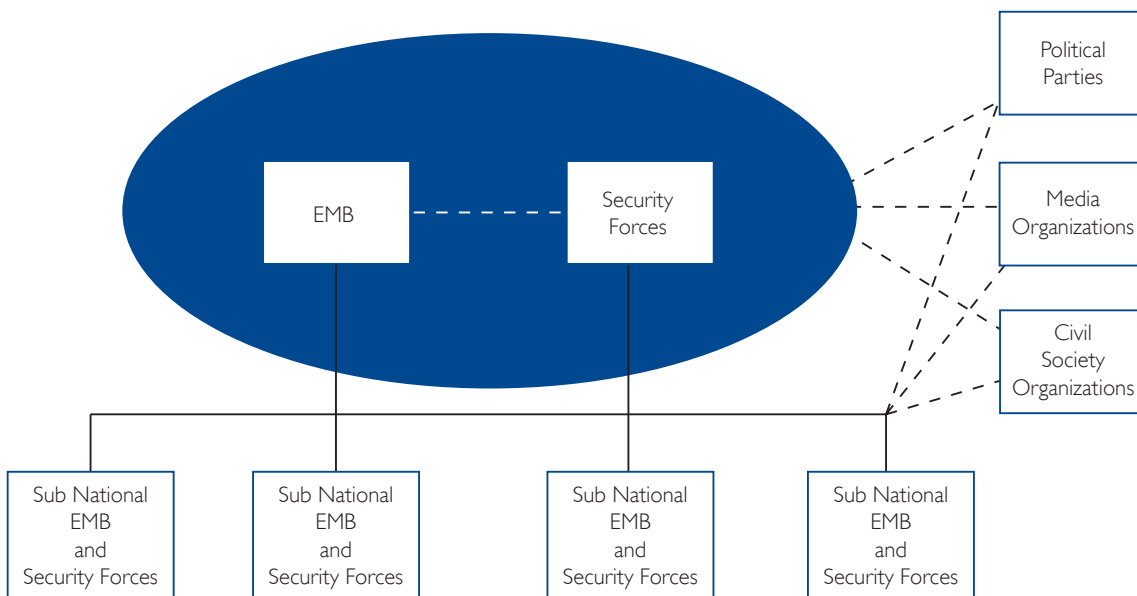 Political
Parties
EMB
Security
Forces
Media
Organizations
Civil
Society
Organizations
Sub National
EMB
and
Security Forces
Sub National
EMB
and
Security Forces
Sub National
EMB
and
Security Forces
Sub National
EMB
and
Security Forces